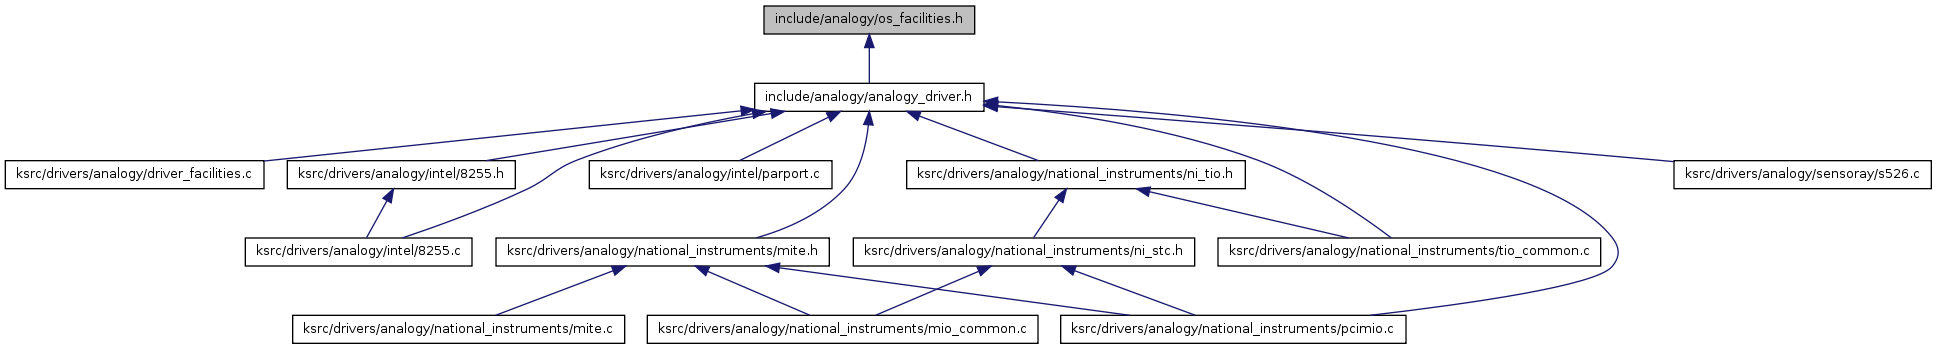 include/analogy/os_facilities.h
include/analogy/analogy_driver.h
ksrc/drivers/analogy/driver_facilities.c
ksrc/drivers/analogy/intel/8255.h
ksrc/drivers/analogy/intel/parport.c
ksrc/drivers/analogy/national_instruments/ni_tio.h
ksrc/drivers/analogy/sensoray/s526.c
ksrc/drivers/analogy/intel/8255.c
ksrc/drivers/analogy/national_instruments/mite.h
ksrc/drivers/analogy/national_instruments/ni_stc.h
ksrc/drivers/analogy/national_instruments/tio_common.c
ksrc/drivers/analogy/national_instruments/mite.c
ksrc/drivers/analogy/national_instruments/mio_common.c
ksrc/drivers/analogy/national_instruments/pcimio.c